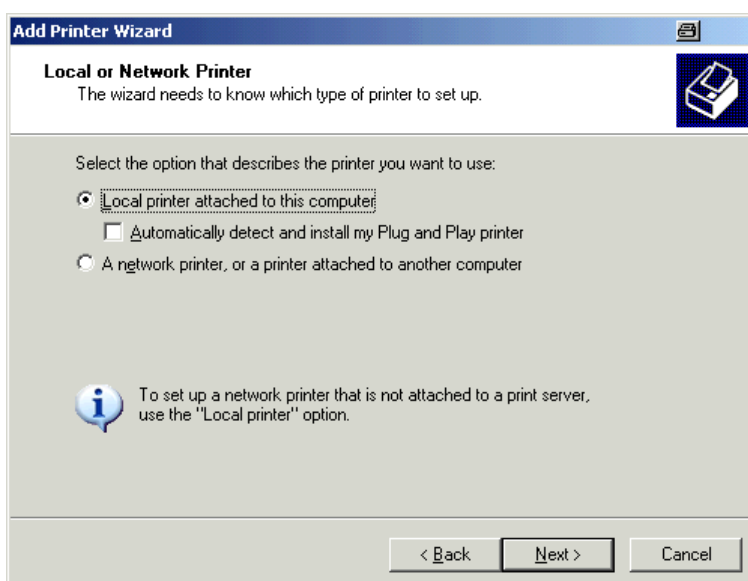 Add Printer Wizard
Local or Network Printer
The wizard needs to know which type of printer to set up.
Select the option that describes the printer you want to use:
Local printer attached to this computer
Automatically detect and install my Plug and Play printer
A network printer, or a printer attached to another computer
To set up a network printer that is not attached to a print server,
use the "Local printer" option.
< Back
Next >
Cancel